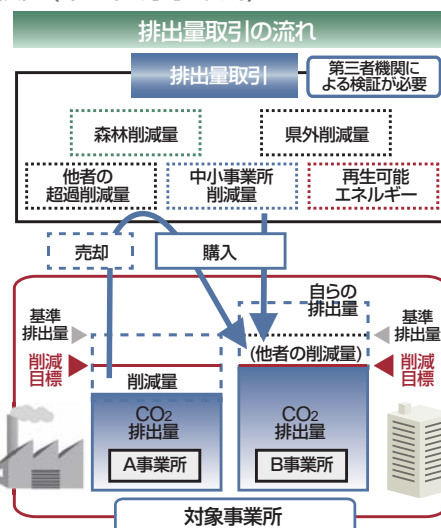 排出量取引の流れ
排出量取引
第三者機関
による検証が必要
森林削減量
県外削減量
他者の
超過削減量
中小事業所
削減量
再生可能
エネルギー
売却
購入
自らの
排出量
基準
排出量
基準
排出量
(他者の削減量)
削減
目標
削減量
削減
目標
CO2
排出量
CO2
排出量
A事業所
B事業所
対象事業所